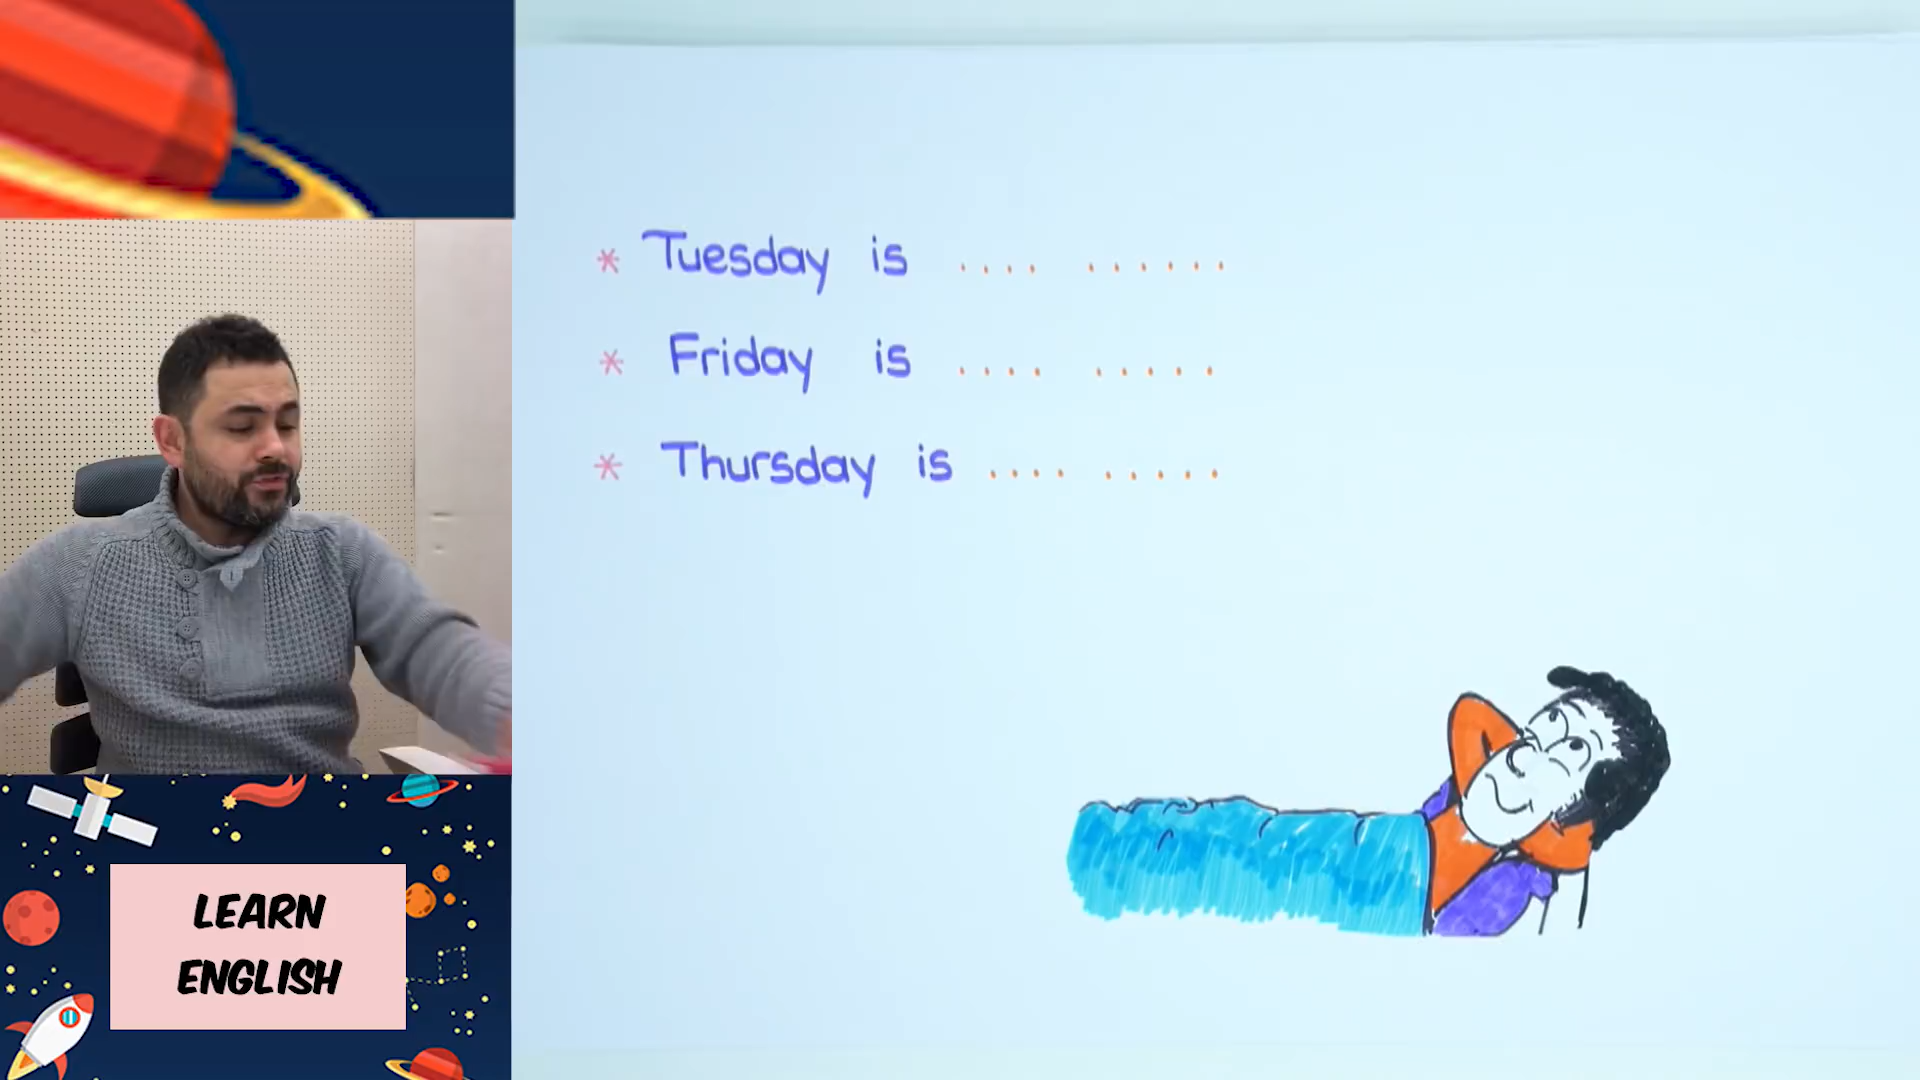 * Tuesday is .... ......
* Friday is .... .....
* Thursday is .... .....
LEARN
ENGLISH